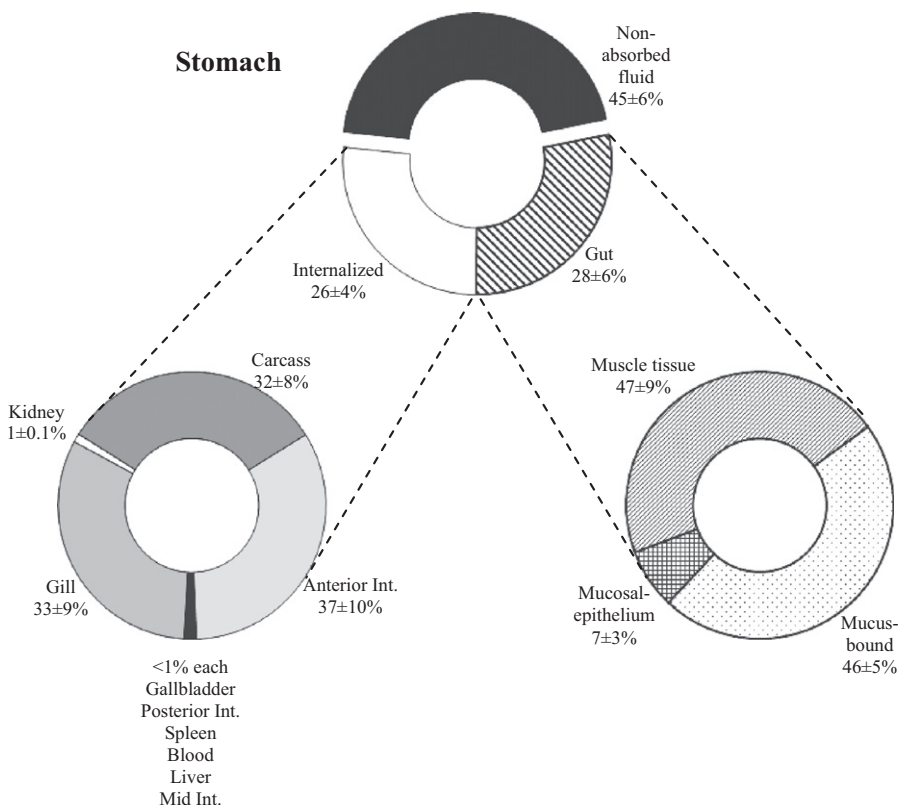 Stomach
Non-
absorbed
fluid
45±6%
Internalized
26±4%
Gut
28±6%
Carcass
32±8%
Kidney
1±0.1%
Gill
33±9%
Anterior Int.
37±10%
<1% each
Gallbladder
Posterior Int.
Spleen
Blood
Liver
Mid Int.
Muscle tissue
47±9%
Mucosal-
epithelium
7±3%
Mucus-
bound
46±5%